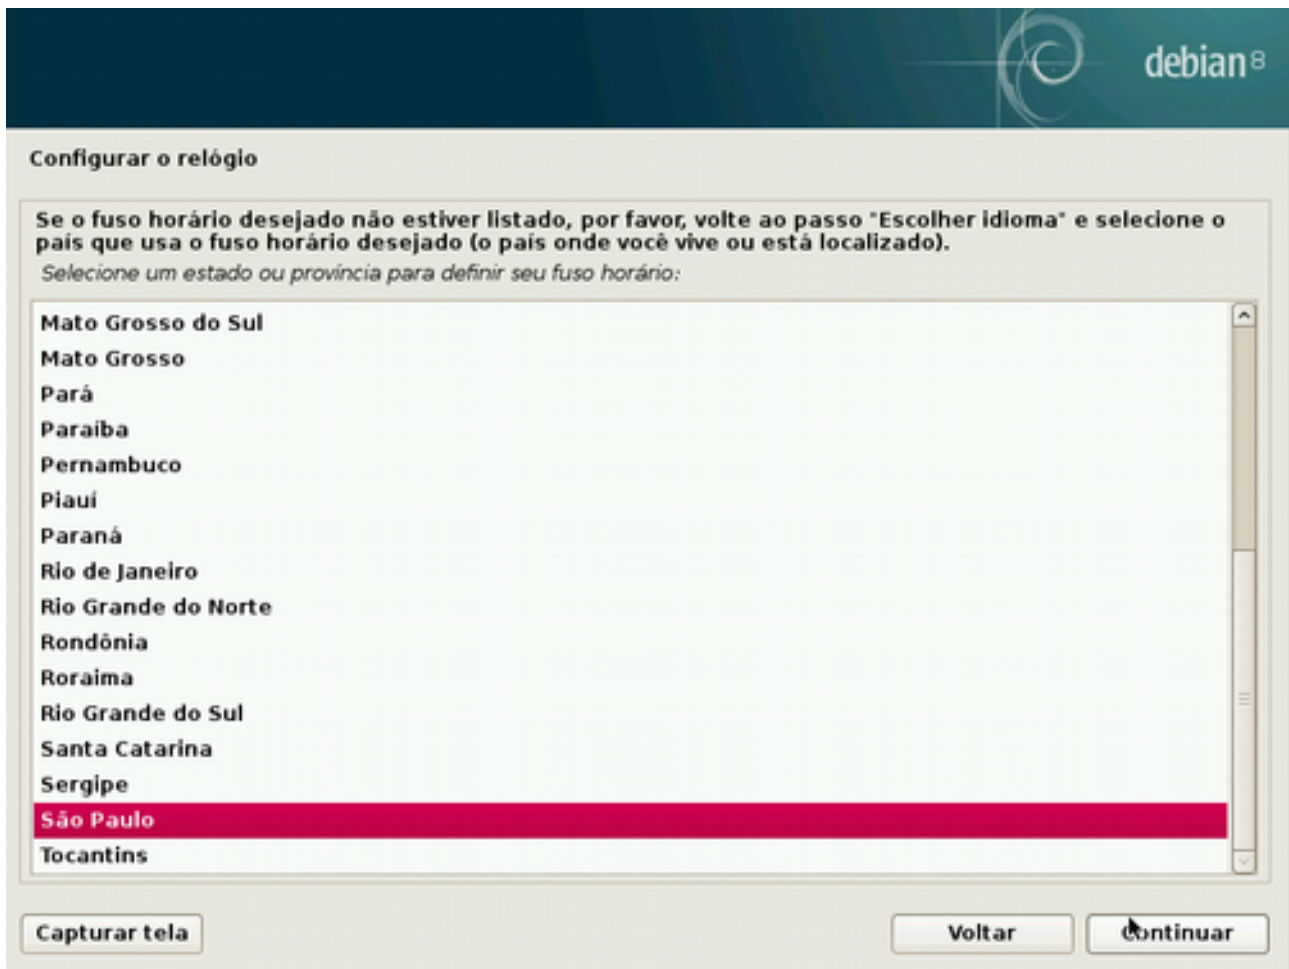 debian 8
Configurar o relógio
Se o fuso horário desejado não estiver listado, por favor, volte ao passo "Escolher idioma" e selecione o
país que usa o fuso horário desejado (o país onde você vive ou está localizado).
Selecione um estado ou província para definir seu fuso horário:
Mato Grosso do Sul
Mato Grosso
Pará
Paraíba
Pernambuco
Piauí
Paraná
Rio de Janeiro
Rio Grande do Norte
Rondônia
Roraima
Rio Grande do Sul
Santa Catarina
Sergipe
São Paulo
Tocantins
Capturar tela
Voltar
Continuar